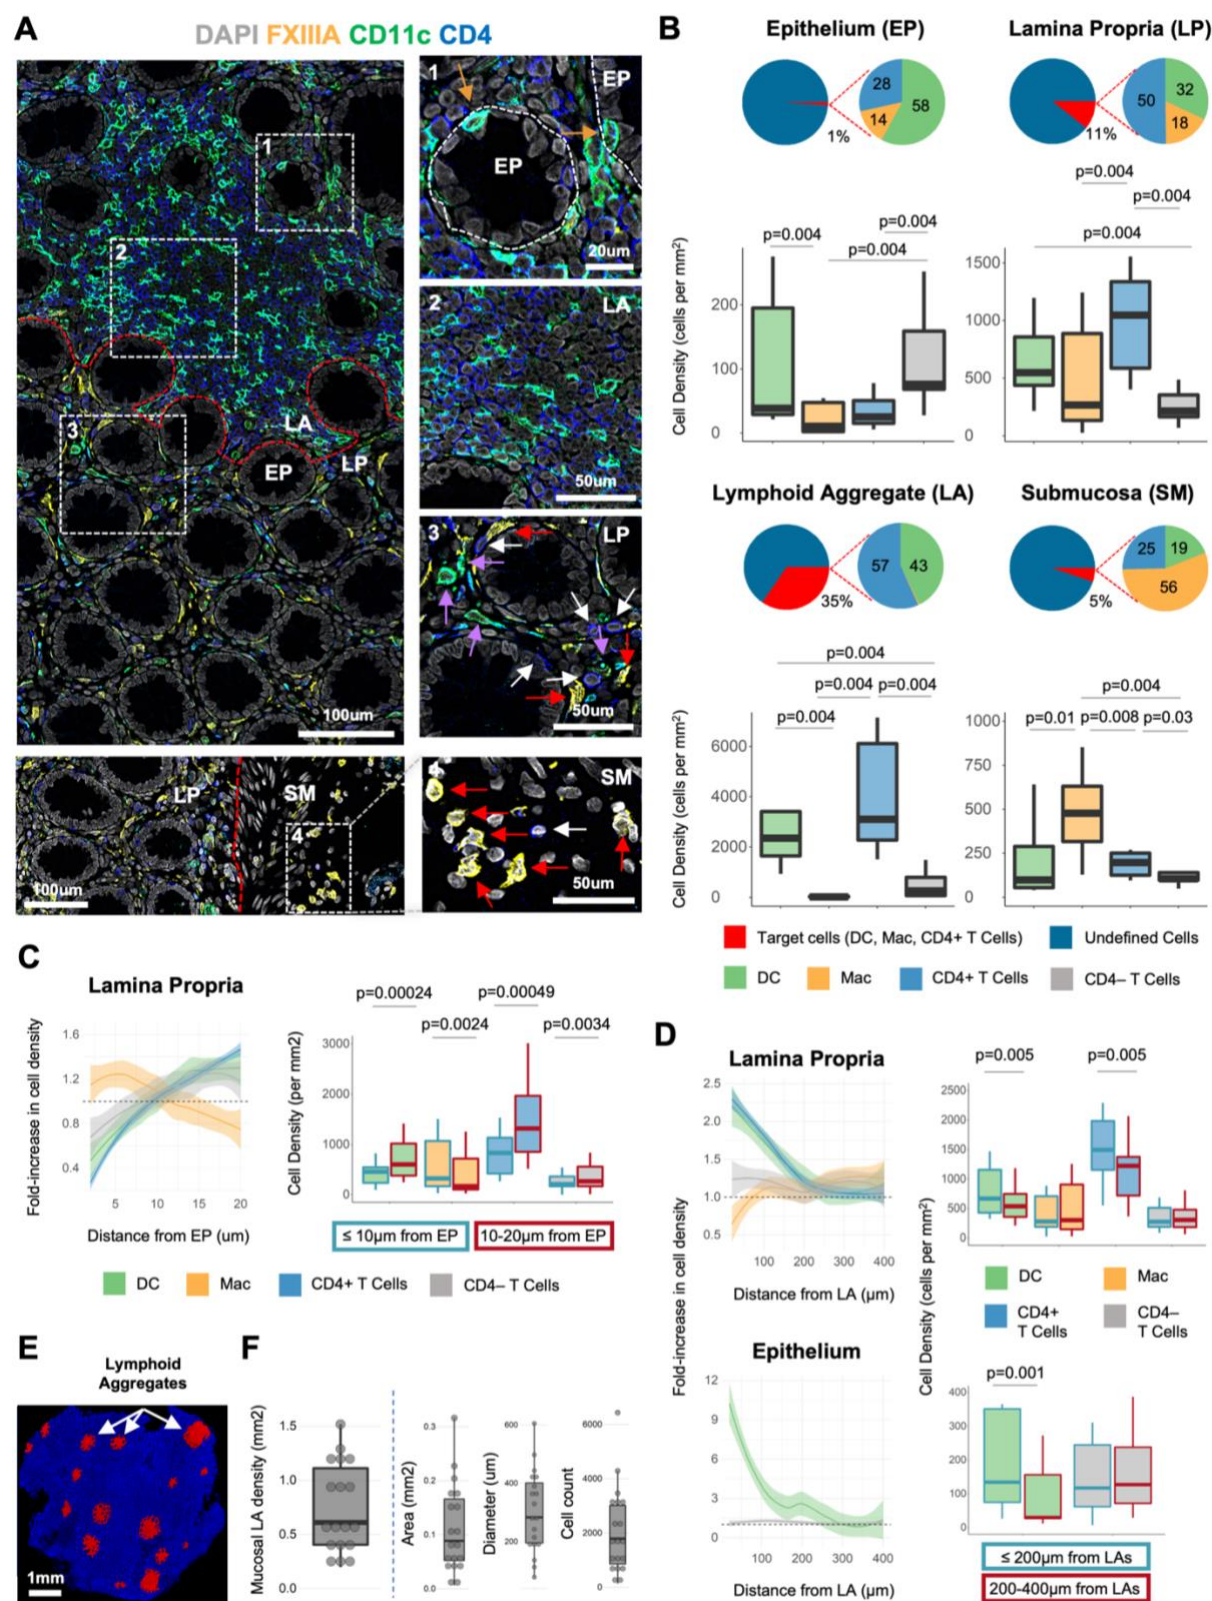 A
DAPI FXIIIA CD11c CD4
1
2
3
LA
EP
LP
100um
1
EP
EP
20um
2
LA
50um
3
LP
50um
LP
SM
4
100um
SM
50um
B
Epithelium (EP)
Lamina Propria (LP)
28
58
14
1%
50
32
18
11%
p=0.004
p=0.004
p=0.004
p=0.004
p=0.004
p=0.004
Cell Density (cells per mm²)
200
100
0
1500
1000
500
0
Lymphoid Aggregate (LA)
Submucosa (SM)
57
43
35%
25
19
56
5%
p=0.004
p=0.004
p=0.004
p=0.004
p=0.004
p=0.01
p=0.008
p=0.03
Cell Density (cells per mm²)
6000
4000
2000
0
1000
750
500
250
0
Target cells (DC, Mac, CD4+ T Cells)
Undefined Cells
DC
Mac
CD4+ T Cells
CD4– T Cells
C
Lamina Propria
Fold-increase in cell density
1.6
1.2
0.8
0.4
5
10
15
20
Distance from EP (um)
p=0.00024
p=0.00049
p=0.0024
p=0.0034
Cell Density (per mm2)
3000
2000
1000
0
≤ 10µm from EP
10-20µm from EP
DC
Mac
CD4+ T Cells
CD4– T Cells
D
Lamina Propria
Fold-increase in cell density
2.5
2.0
1.5
1.0
0.5
100
200
300
400
Distance from LA (µm)
p=0.005
p=0.005
Cell Density (cells per mm²)
2500
2000
1500
1000
500
0
DC
Mac
CD4+
T Cells
CD4–
T Cells
Epithelium
12
9
6
3
0
100
200
300
400
Distance from LA (µm)
p=0.001
400
300
200
100
0
≤ 200µm from LAs
200-400µm from LAs
E
Lymphoid
Aggregates
1mm
F
Mucosal LA density (mm2)
1.5
1.0
0.5
0.0
Area (mm2)
0.3
0.2
0.1
0.0
Diameter (um)
600
400
200
Cell count
6000
4000
2000
0